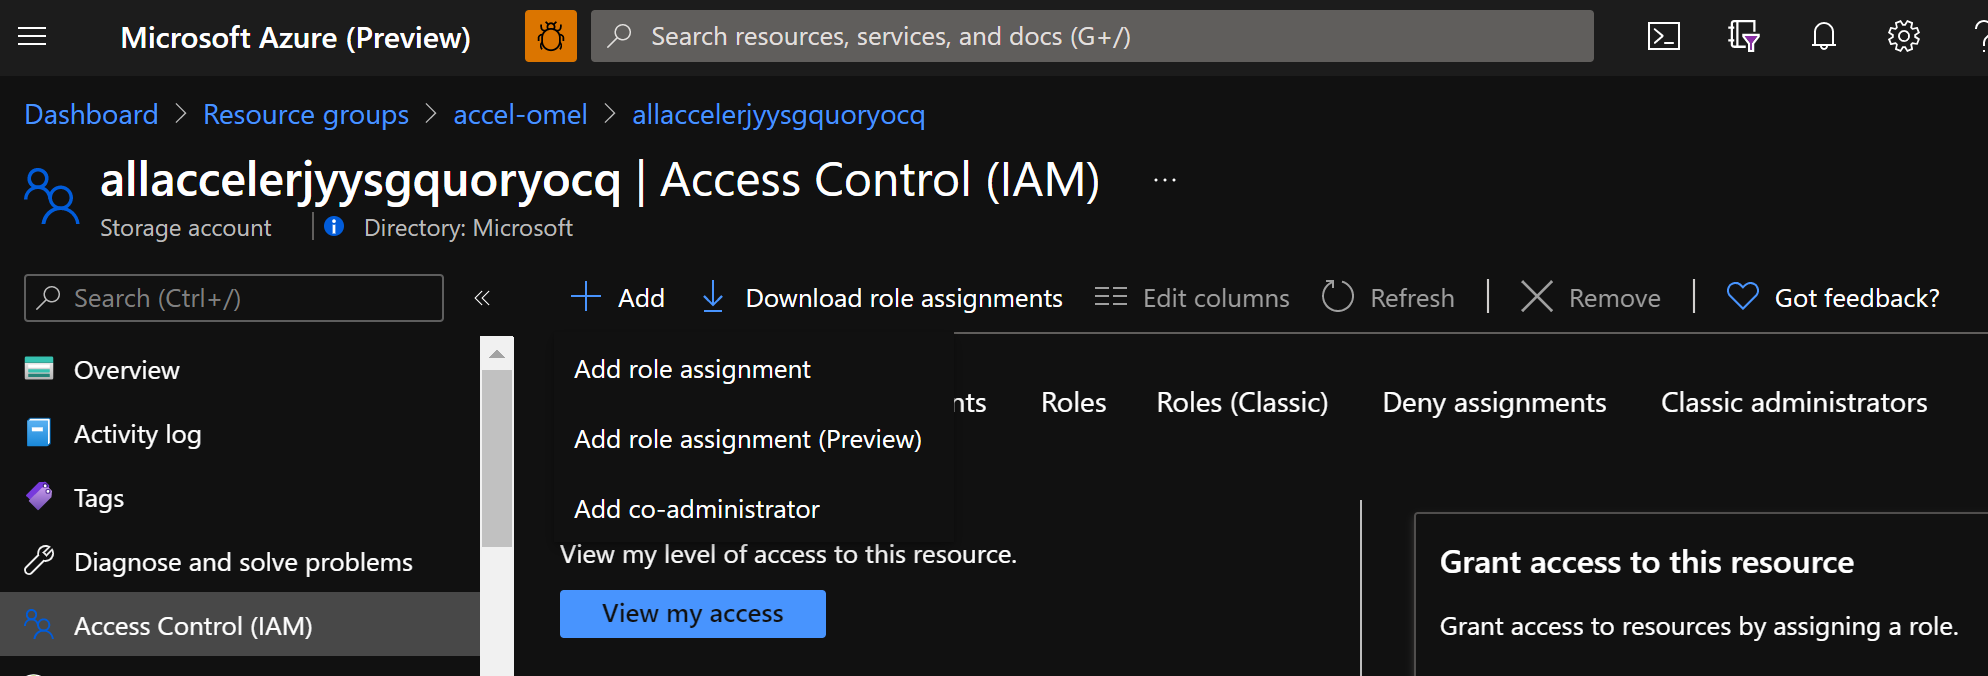 Microsoft Azure (Preview)
Search resources, services, and docs (G+/)
Dashboard > Resource groups > accel-omel > allaccelerjyysgquoryocq
allaccelerjyysgquoryocq | Access Control (IAM) ...
Storage account
Directory: Microsoft
Search (Ctrl+/)
Overview
Activity log
Tags
Diagnose and solve problems
Access Control (IAM)
Add
Download role assignments
Edit columns
Refresh
Remove
Got feedback?
Add role assignment
Add role assignment (Preview)
Add co-administrator
nts
Roles
Roles (Classic)
Deny assignments
Classic administrators
View my level of access to this resource.
View my access
Grant access to this resource
Grant access to resources by assigning a role.